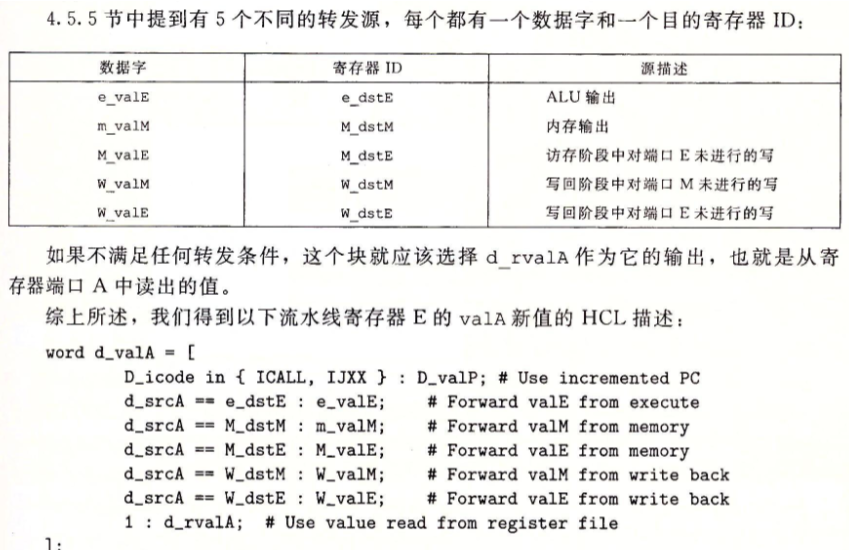 4.5.5 节中提到有 5 个不同的转发源，每个都有一个数据字和一个目的寄存器 ID：
数据字 寄存器 ID 源描述
e_valE e_dstE ALU 输出
m_valM M_dstM 内存输出
M_valE M_dstE 访存阶段中对端口 E 未进行的写
W_valM W_dstM 写回阶段中对端口 M 未进行的写
W_valE W_dstE 写回阶段中对端口 E 未进行的写
如果不满足任何转发条件，这个块就应该选择 d_rvalA 作为它的输出，也就是从寄
存器端口 A 中读出的值。
综上所述，我们得到以下流水线寄存器 E 的 valA 新值的 HCL 描述：
word d_valA = [
D_icode in { ICALL, IJXX } : D_valP; # Use incremented PC
d_srcA == e_dstE : e_valE; # Forward valE from execute
d_srcA == M_dstM : m_valM; # Forward valM from memory
d_srcA == M_dstE : M_valE; # Forward valE from memory
d_srcA == W_dstM : W_valM; # Forward valM from write back
d_srcA == W_dstE : W_valE; # Forward valE from write back
1 : d_rvalA; # Use value read from register file
];